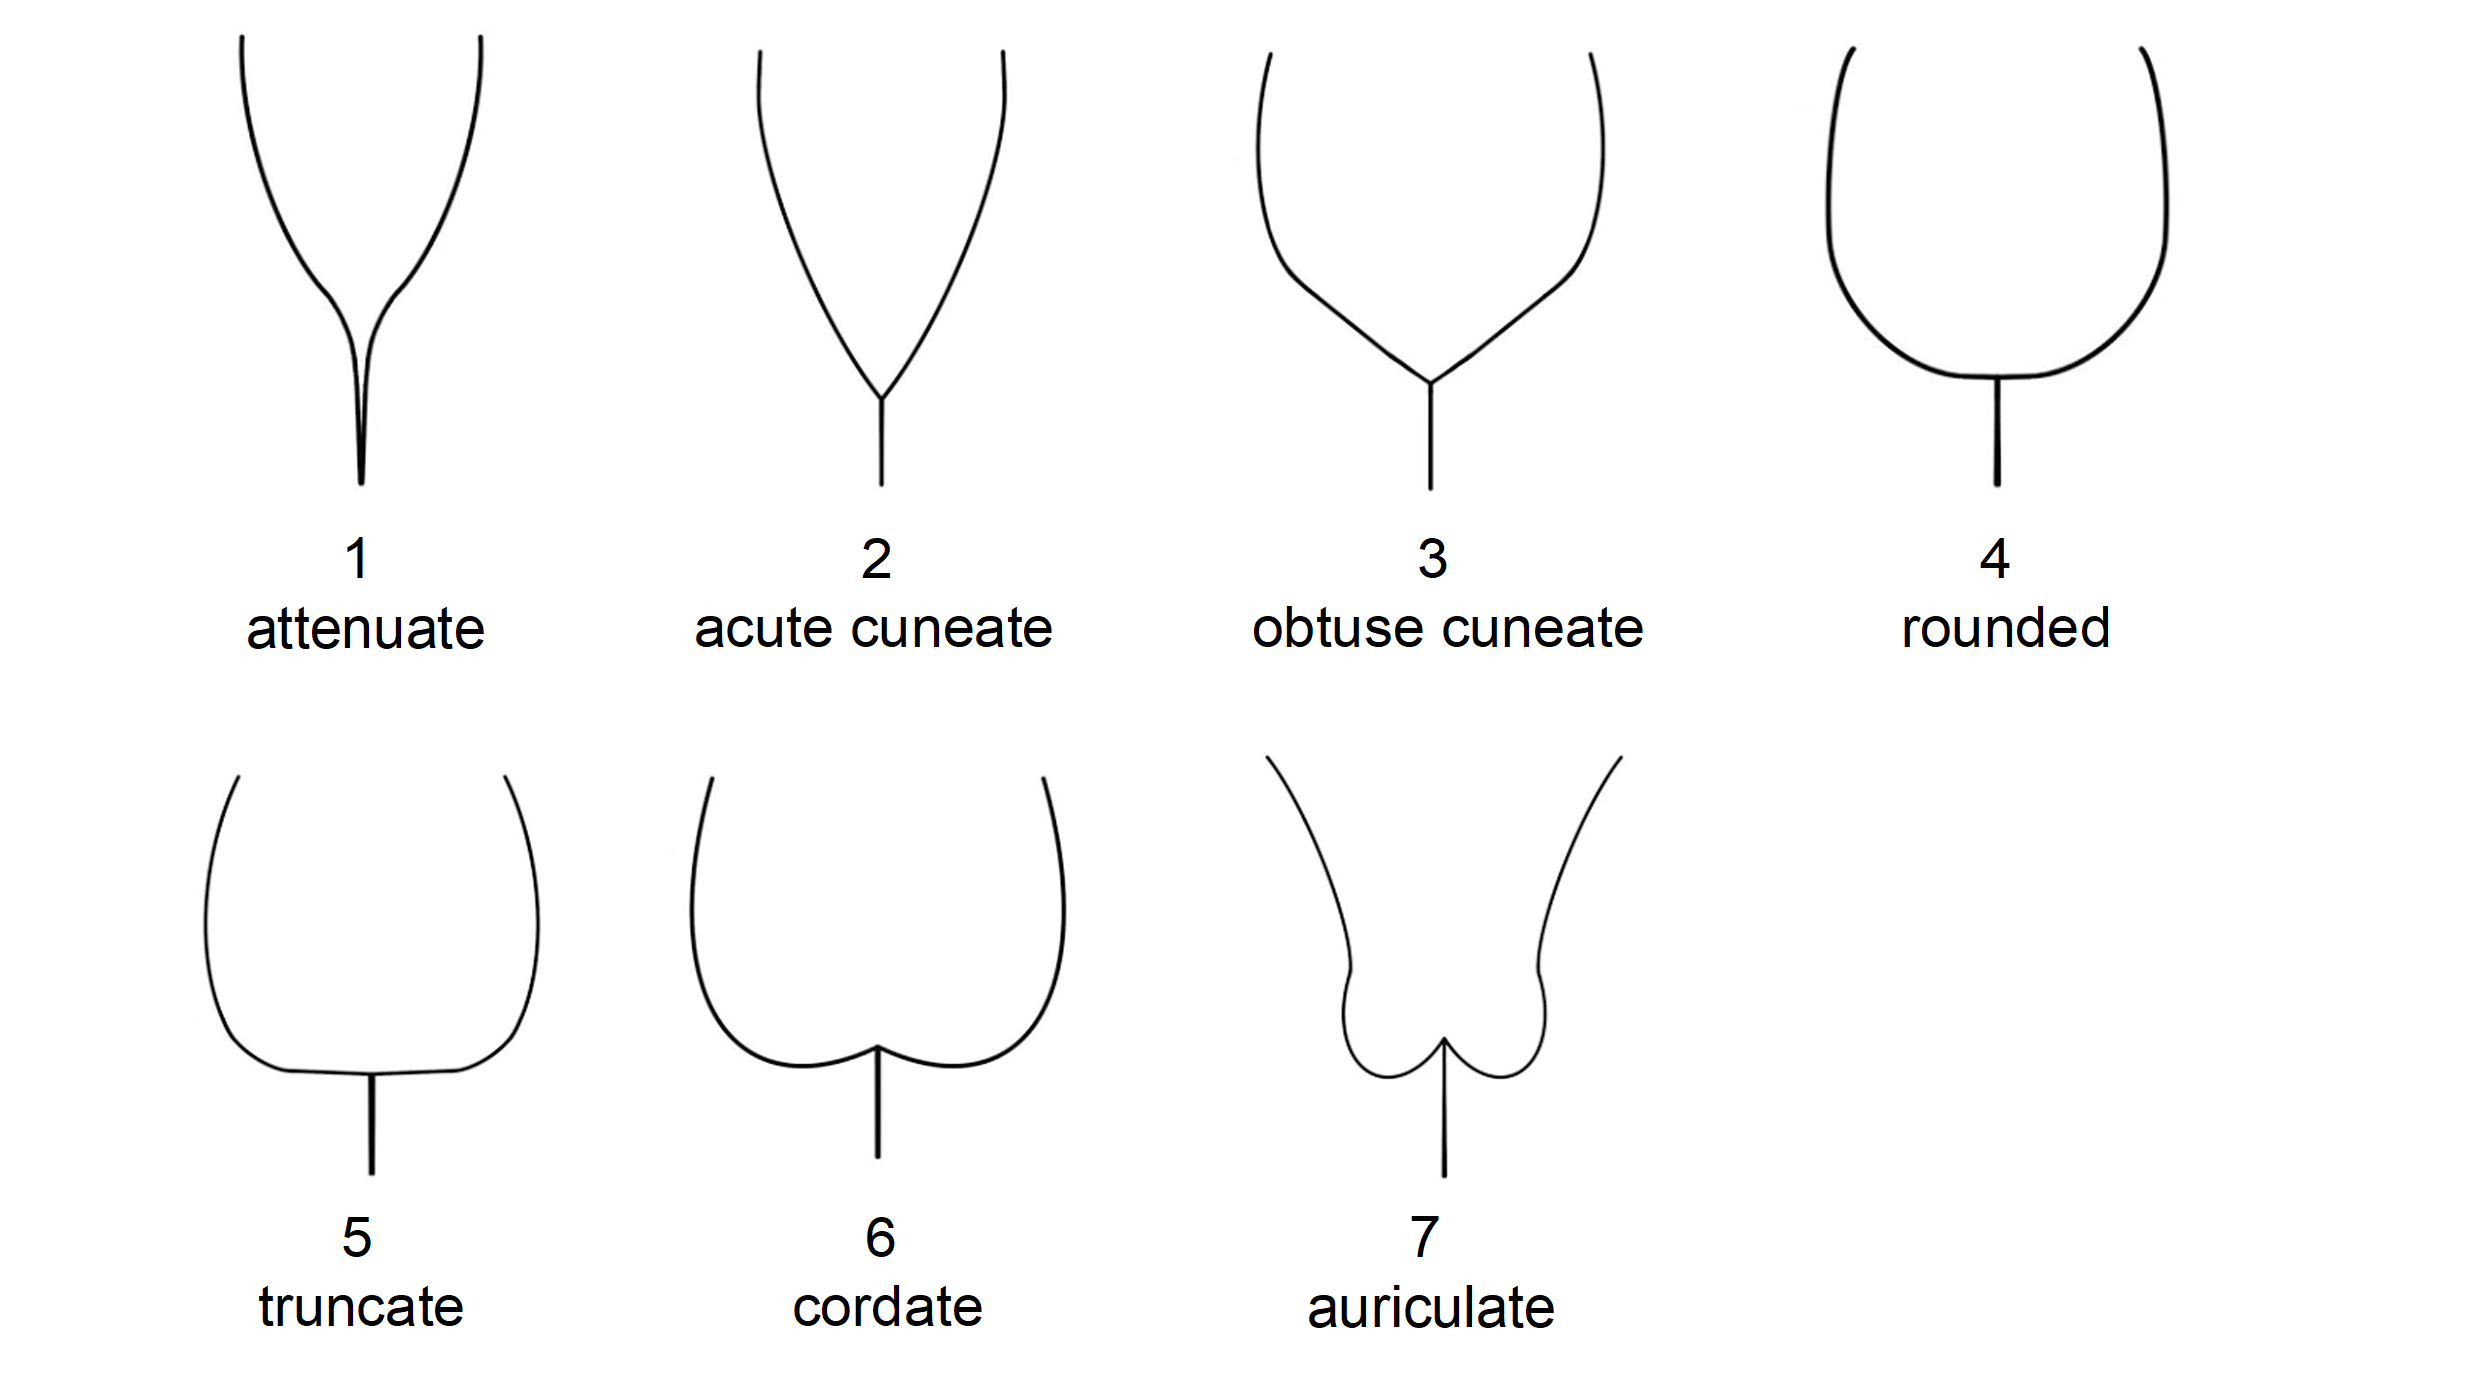 1
attenuate
2
acute cuneate
3
obtuse cuneate
4
rounded
5
truncate
6
cordate
7
auriculate